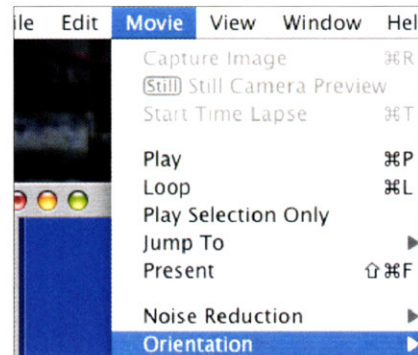 ile Edit Movie View Window Hel
Capture Image ⌘R
Still Still Camera Preview
Start Time Lapse ⌘T
Play ⌘P
Loop ⌘L
Play Selection Only
Jump To ▶
Present ⇧⌘F
Noise Reduction ▶
Orientation ▶